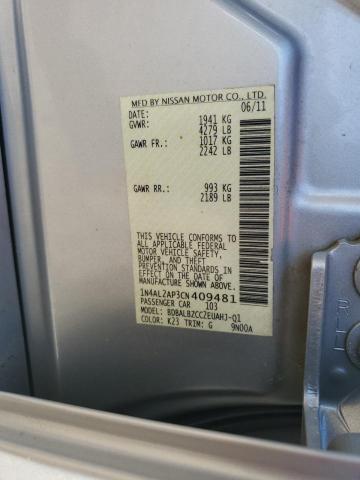 MFD BY NISSAN MOTOR CO., LTD.
DATE: 06/11
GVWR: 1941 KG
4279 LB
GAWR FR.: 1017 KG
2242 LB
GAWR RR.: 993 KG
2189 LB
THIS VEHICLE CONFORMS
TO ALL APPLICABLE FEDERAL
MOTOR VEHICLE SAFETY,
BUMPER, AND THEFT
PREVENTION STANDARDS IN
EFFECT ON THE DATE OF
MANUFACTURE SHOWN ABOVE.
1N4AL2AP3CN409481
PASSENGER CAR 103
MODEL: BDBALBZCCZEUAHJ-Q1
COLOR: K23 TRIM: G 9N00A